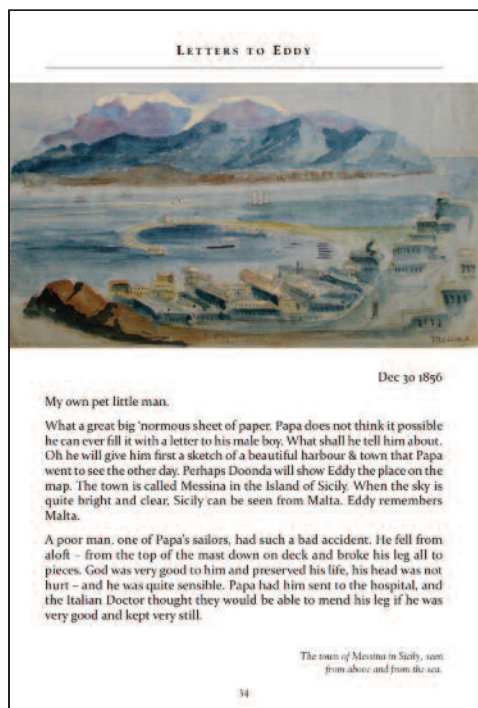 LETTERS TO EDDY
MESSINA
Dec 30 1856
My own pet little man.
What a great big ‘normous sheet of paper. Papa does not think it possible
he can ever fill it with a letter to his male boy. What shall he tell him about.
Oh he will give him first a sketch of a beautiful harbour & town that Papa
went to see the other day. Perhaps Doonda will show Eddy the place on the
map. The town is called Messina in the Island of Sicily. When the sky is
quite bright and clear, Sicily can be seen from Malta. Eddy remembers
Malta.
A poor man, one of Papa’s sailors, had such a bad accident. He fell from
aloft – from the top of the mast down on deck and broke his leg all to
pieces. God was very good to him and preserved his life, his head was not
hurt – and he was quite sensible. Papa had him sent to the hospital, and
the Italian Doctor thought they would be able to mend his leg if he was
very good and kept very still.
The town of Messina in Sicily, seen
from above and from the sea.
34